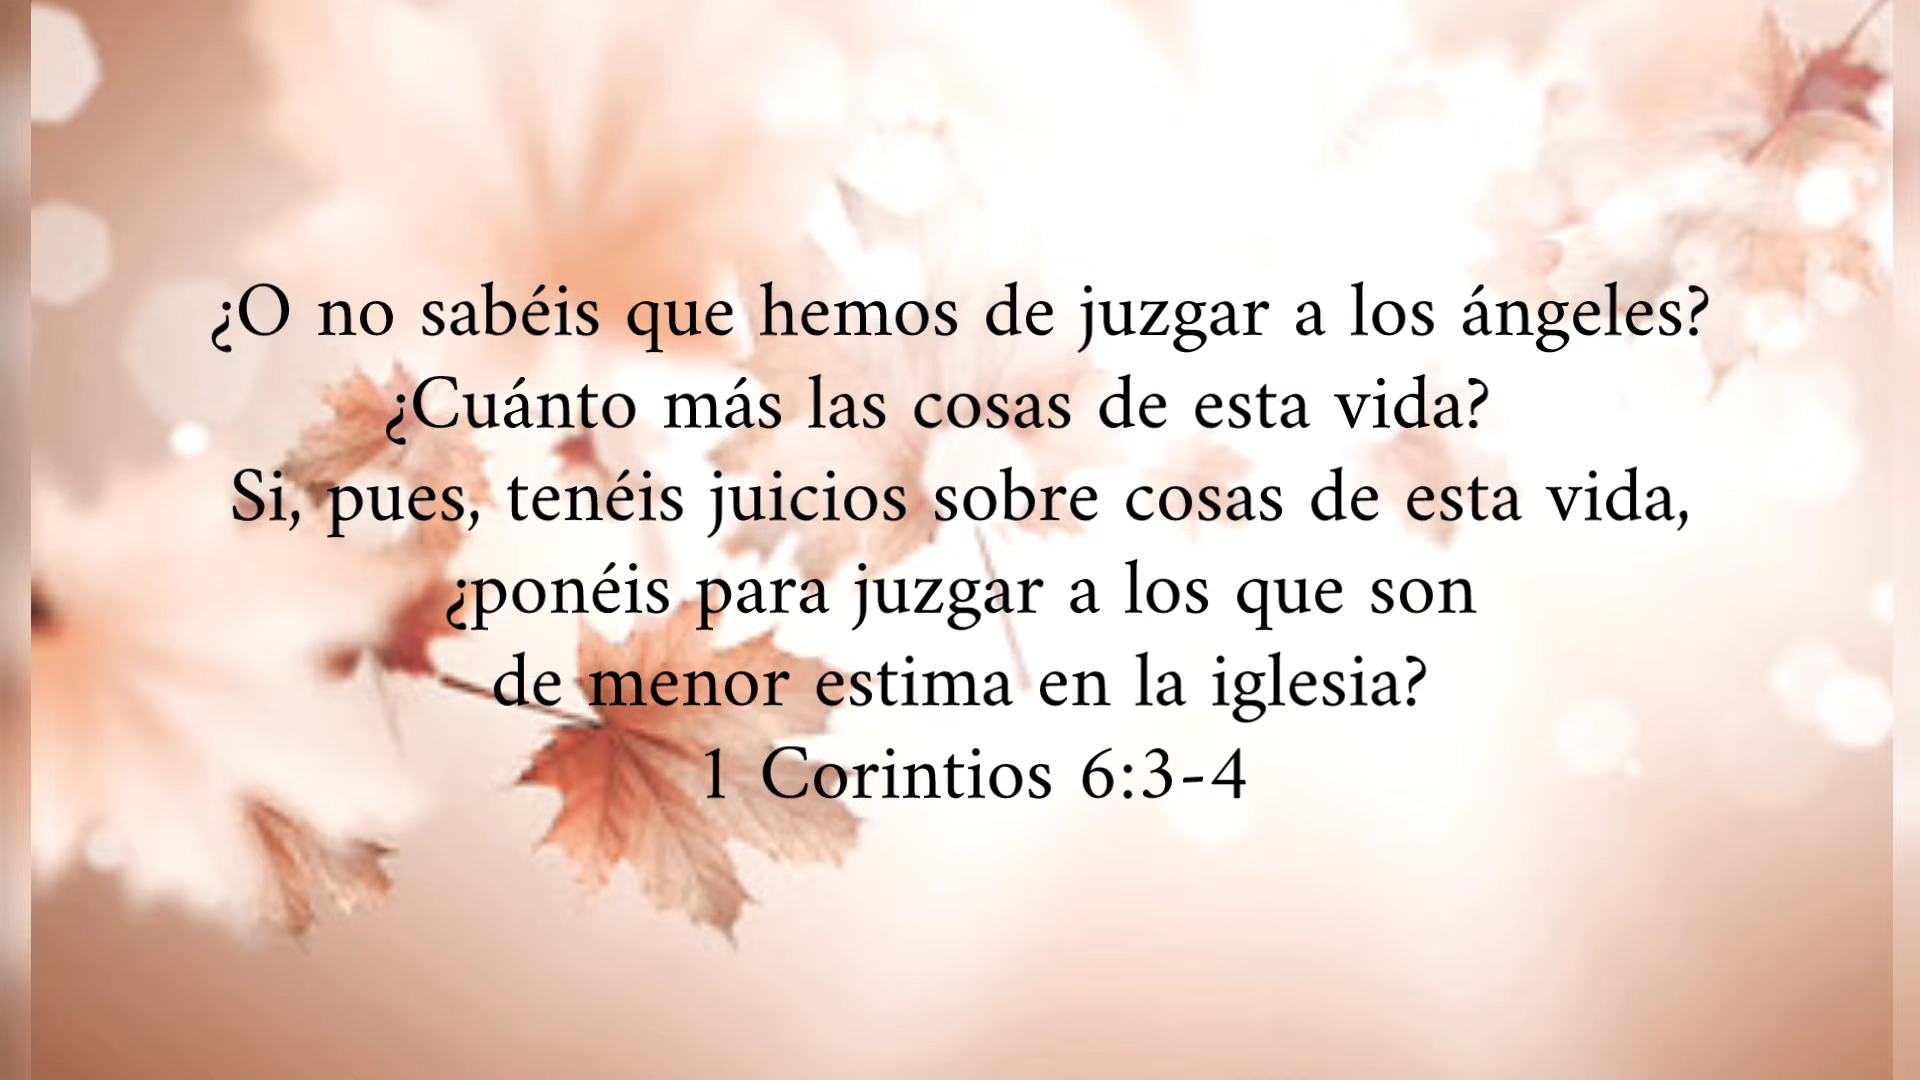 ¿O no sabéis que hemos de juzgar a los ángeles?
¿Cuánto más las cosas de esta vida?
Si, pues, tenéis juicios sobre cosas de esta vida,
¿ponéis para juzgar a los que son
de menor estima en la iglesia?
1 Corintios 6:3-4